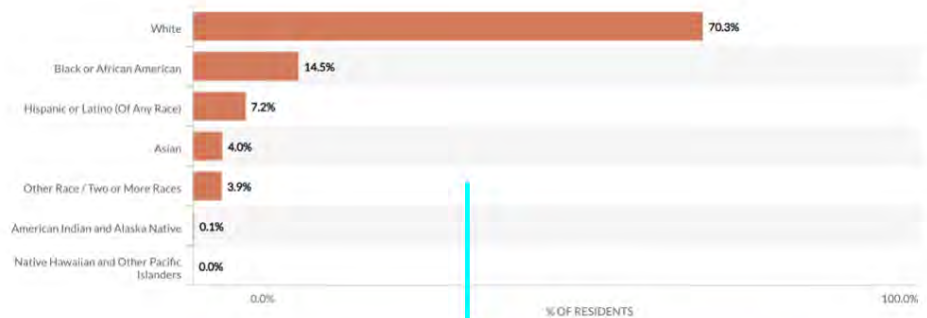 White 70.3%
Black or African American 14.5%
Hispanic or Latino (Of Any Race) 7.2%
Asian 4.0%
Other Race / Two or More Races 3.9%
American Indian and Alaska Native 0.1%
Native Hawaiian and Other Pacific
Islanders 0.0%
0.0% 100.0%
% OF RESIDENTS